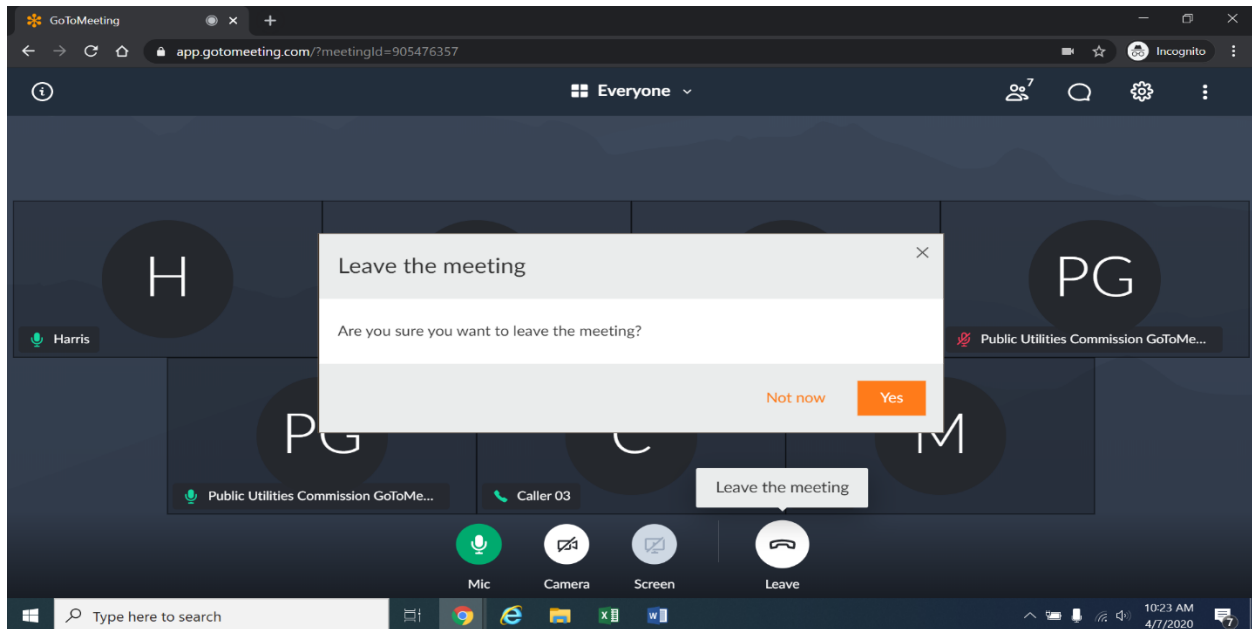 GoToMeeting
app.gotomeeting.com/?meetingId=905476357
Incognito
Everyone
7
H
PG
Harris
Public Utilities Commission GoToMe...
Leave the meeting
Are you sure you want to leave the meeting?
Not now
Yes
PG
C
M
Public Utilities Commission GoToMe...
Caller 03
Leave the meeting
Mic
Camera
Screen
Leave
Type here to search
10:23 AM
4/7/2020
7